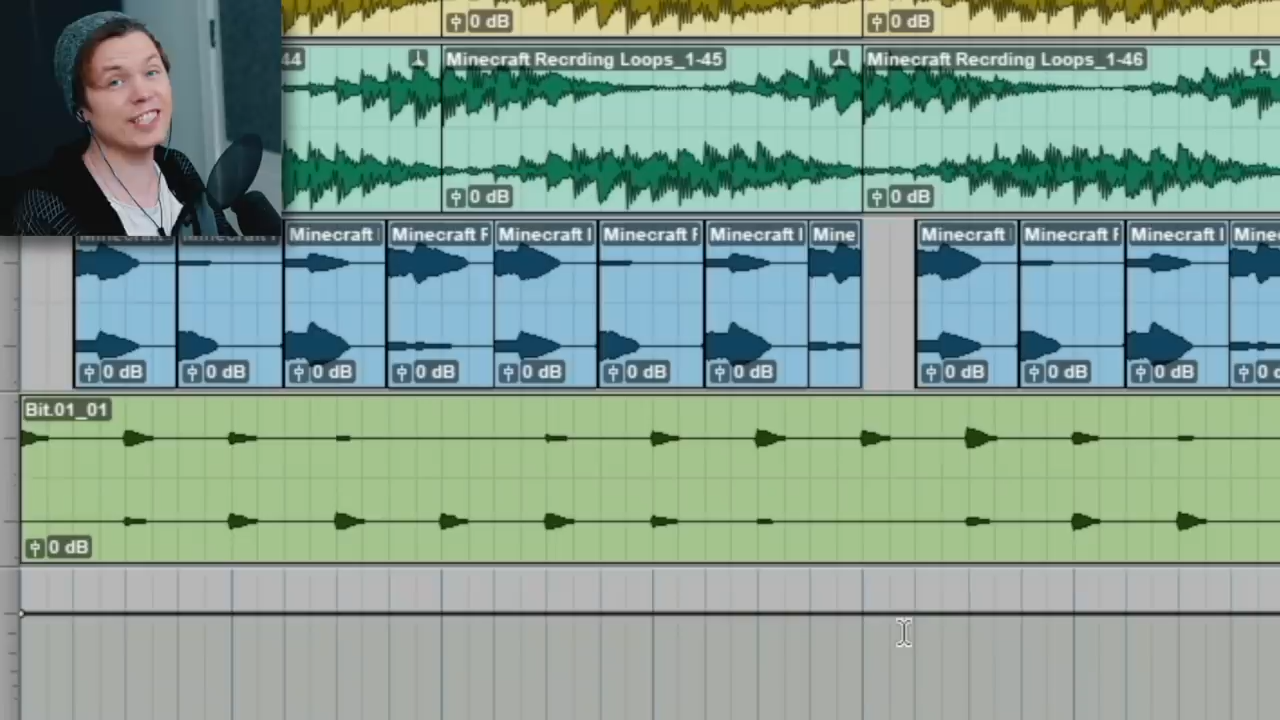 0 dB 0 dB
44 Minecraft Recrding Loops_1-45 Minecraft Recrding Loops_1-46
0 dB 0 dB
Minecraft Minecraft F Minecraft Minecraft F Minecraft Mine Minecraft Minecraft F Minecraft Mine
0 dB 0 dB 0 dB 0 dB 0 dB 0 dB 0 dB 0 dB 0 dB 0 dB 0 d
Bit.01_01
0 dB